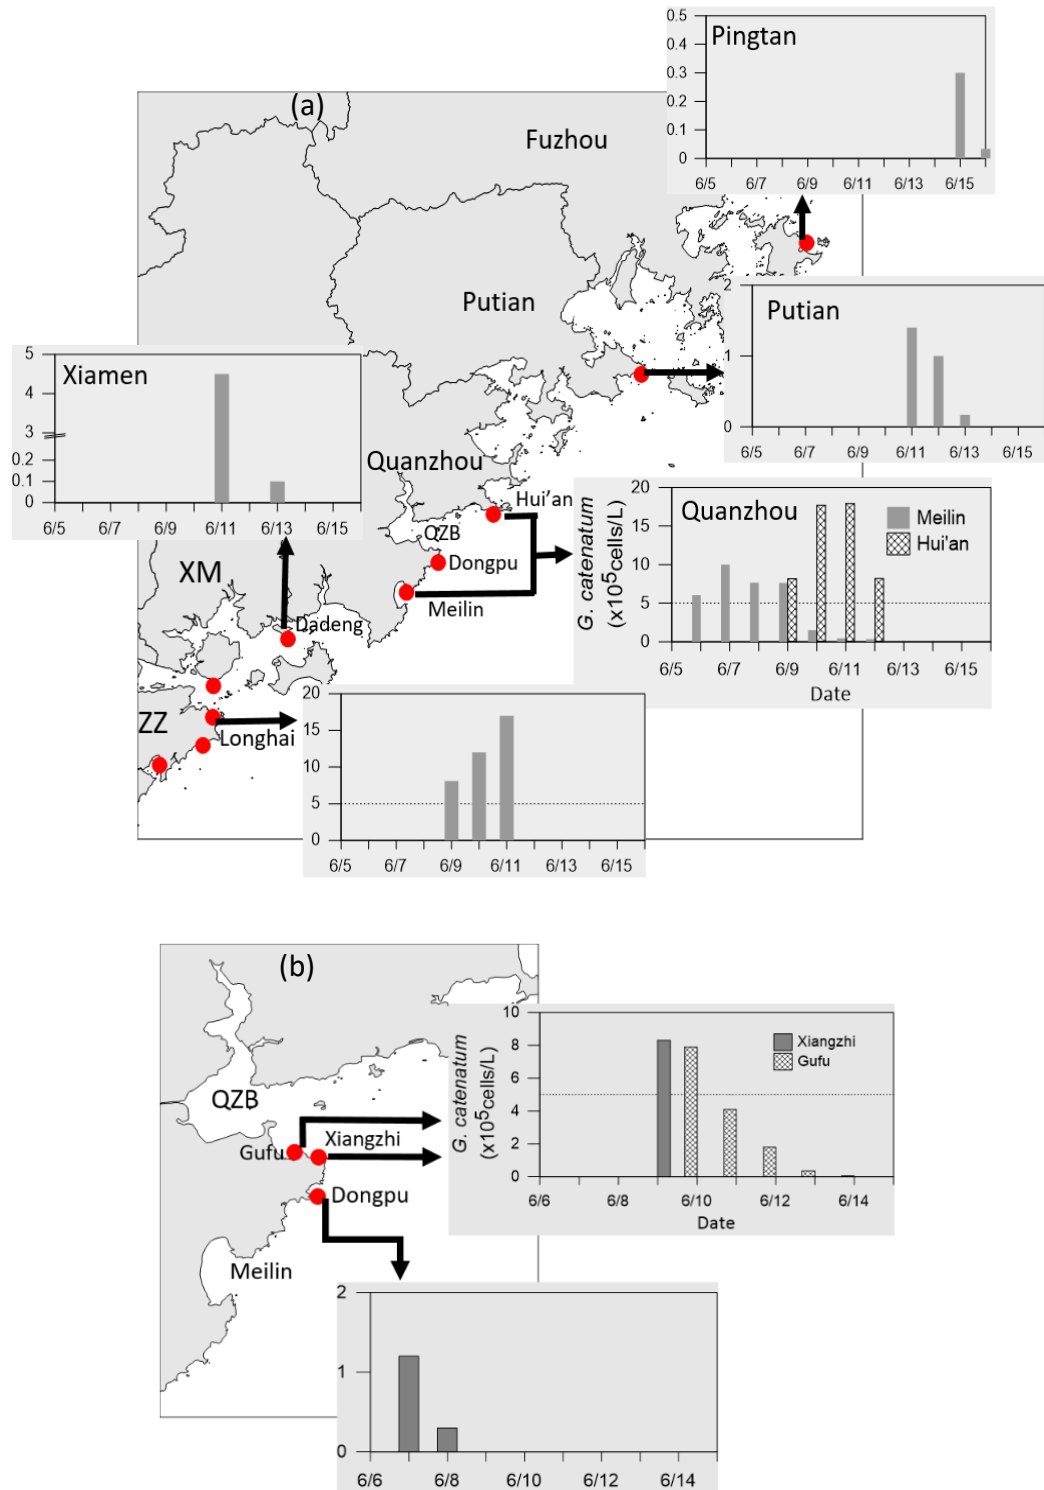 (a)
Fuzhou
Putian
Quanzhou
Hui'an
QZB
Dongpu
Meilin
XM
Dadeng
ZZ
Longhai
Pingtan
0.5
0.4
0.3
0.2
0.1
0
6/5 6/7 6/9 6/11 6/13 6/15
Putian
2
1
0
6/5 6/7 6/9 6/11 6/13 6/15
Xiamen
5
4
3
0.2
0.1
0
6/5 6/7 6/9 6/11 6/13 6/15
Quanzhou
Meilin
Hui'an
G. catenatum
(x10⁵cells/L)
20
15
10
5
0
6/5 6/7 6/9 6/11 6/13 6/15
Date
20
15
10
5
0
6/5 6/7 6/9 6/11 6/13 6/15
(b)
QZB
Gufu
Xiangzhi
Dongpu
Meilin
G. catenatum
(x10⁵cells/L)
10
8
6
4
2
0
Xiangzhi
Gufu
6/6 6/8 6/10 6/12 6/14
Date
2
1
0
6/6 6/8 6/10 6/12 6/14